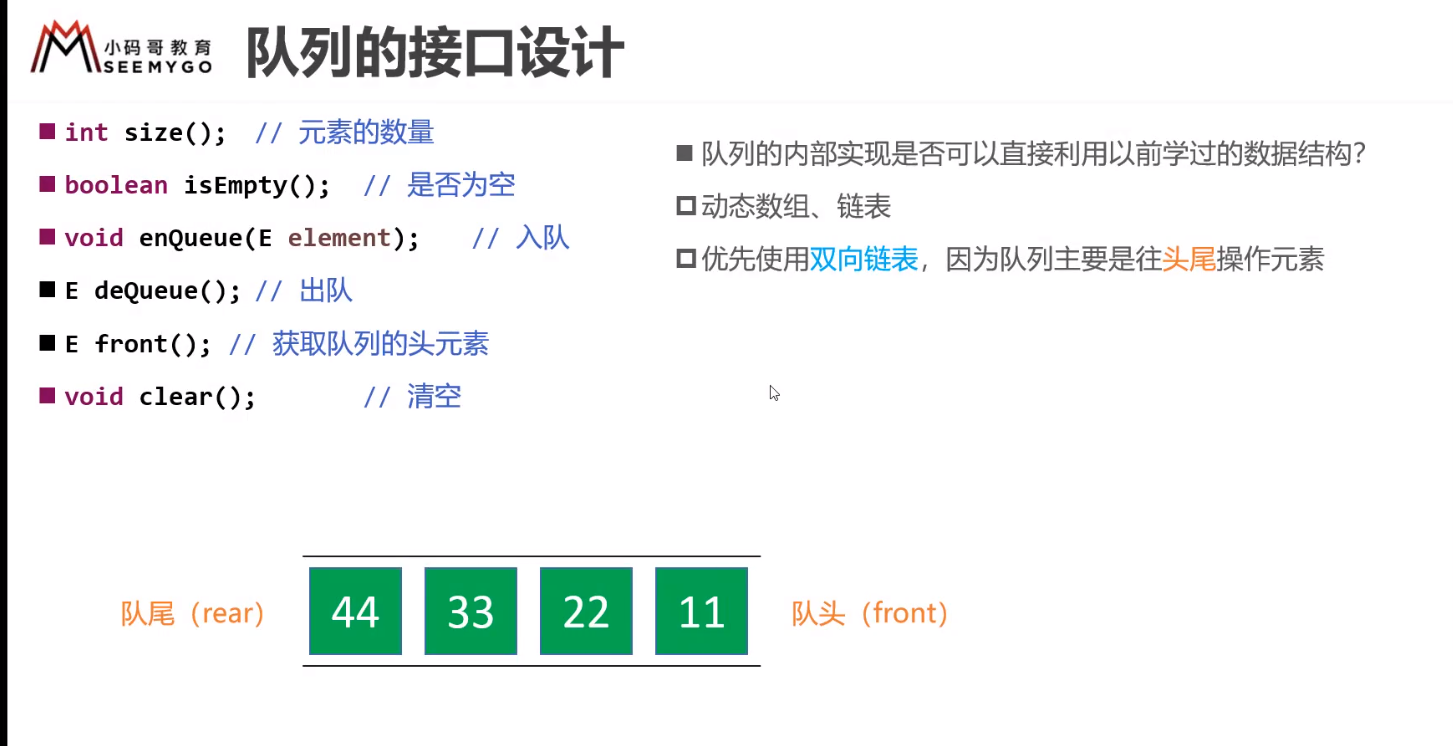 小码哥教育
SEEMYGO
队列的接口设计
int size(); // 元素的数量
boolean isEmpty(); // 是否为空
void enQueue(E element); // 入队
E deQueue(); // 出队
E front(); // 获取队列的头元素
void clear(); // 清空
队列的内部实现是否可以直接利用以前学过的数据结构?
动态数组、链表
优先使用双向链表，因为队列主要是往头尾操作元素
队尾（rear） 44 33 22 11 队头（front）